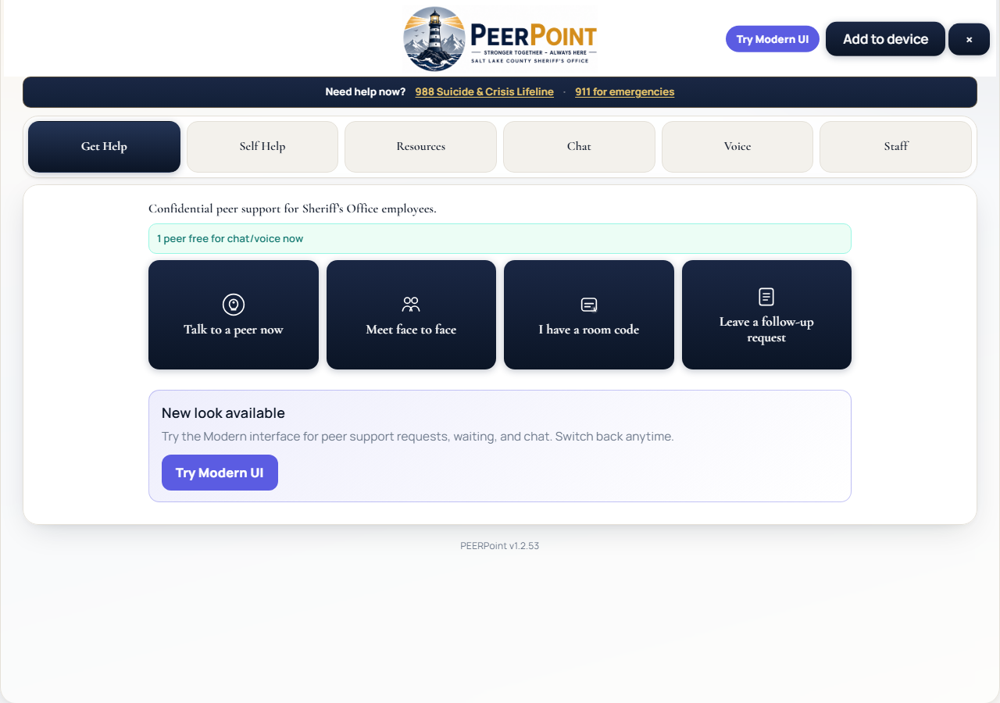 PEERPOINT
STRONGER TOGETHER – ALWAYS HERE
SALT LAKE COUNTY SHERIFF'S OFFICE
Try Modern UI
Add to device
×
Need help now? 988 Suicide & Crisis Lifeline · 911 for emergencies
Get Help
Self Help
Resources
Chat
Voice
Staff
Confidential peer support for Sheriff's Office employees.
1 peer free for chat/voice now
Talk to a peer now
Meet face to face
I have a room code
Leave a follow-up
request
New look available
Try the Modern interface for peer support requests, waiting, and chat. Switch back anytime.
Try Modern UI
PEERPoint v1.2.53